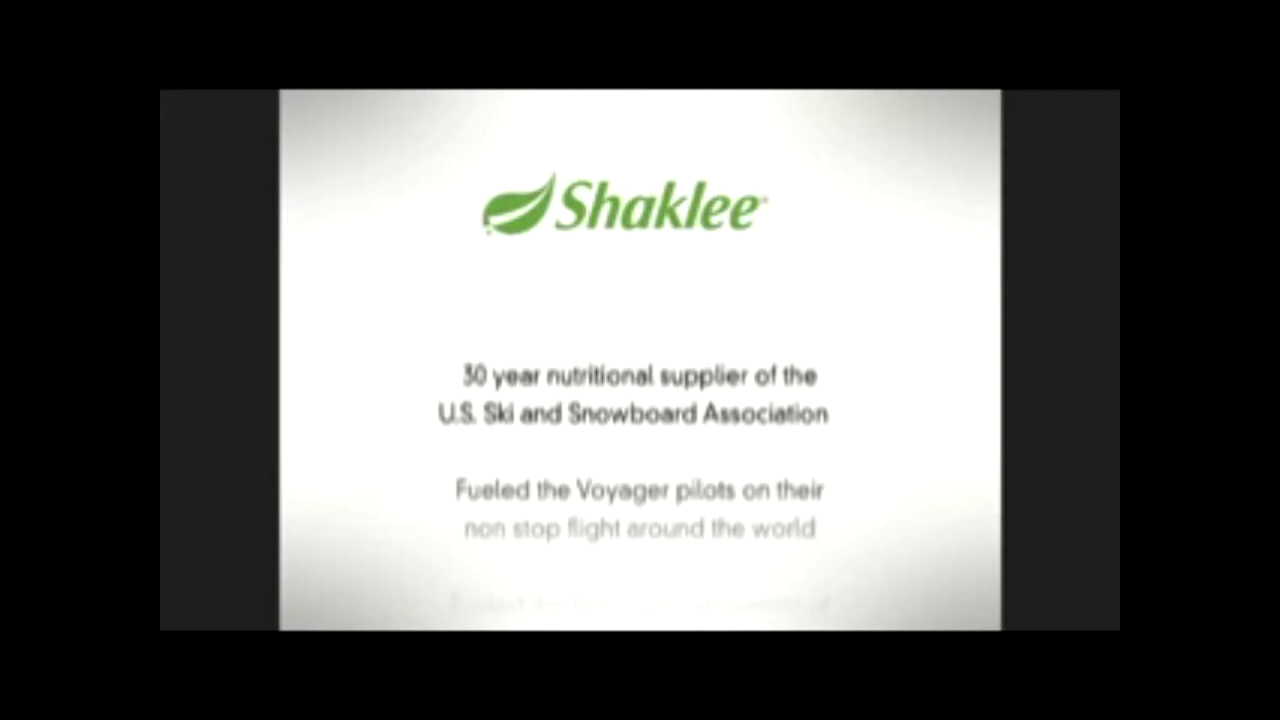 Shaklee®
30 year nutritional supplier of the
U.S. Ski and Snowboard Association
Fueled the Voyager pilots on their
non stop flight around the world